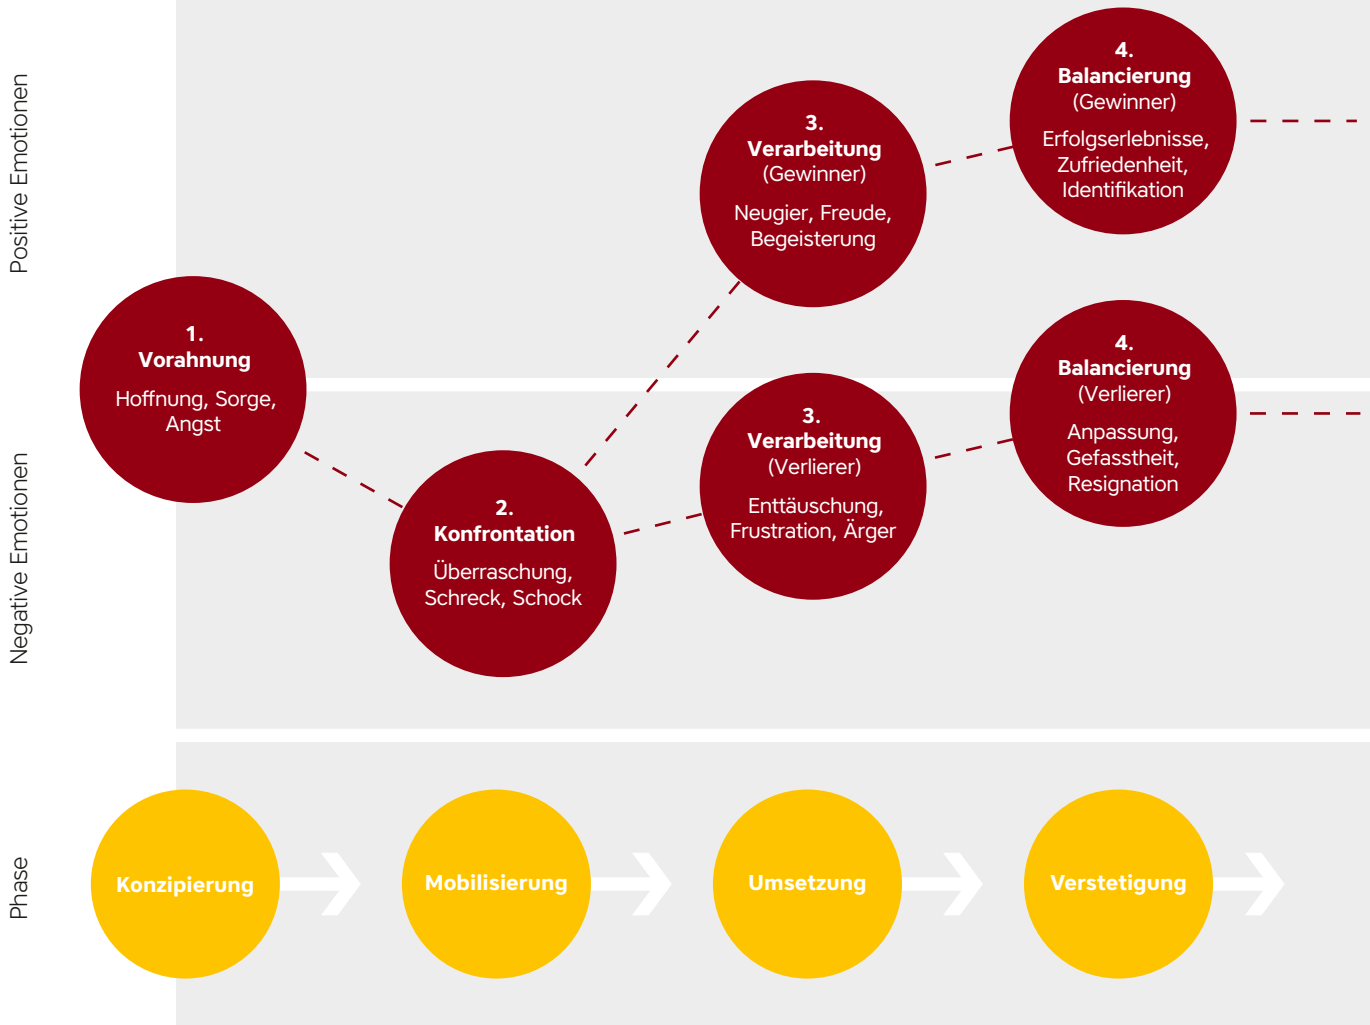 Positive Emotionen
Negative Emotionen
Phase
1.
Vorahnung
Hoffnung, Sorge,
Angst
2.
Konfrontation
Überraschung,
Schreck, Schock
3.
Verarbeitung
(Gewinner)
Neugier, Freude,
Begeisterung
3.
Verarbeitung
(Verlierer)
Enttäuschung,
Frustration, Ärger
4.
Balancierung
(Gewinner)
Erfolgserlebnisse,
Zufriedenheit,
Identifikation
4.
Balancierung
(Verlierer)
Anpassung,
Gefasstheit,
Resignation
Konzipierung
Mobilisierung
Umsetzung
Verstetigung